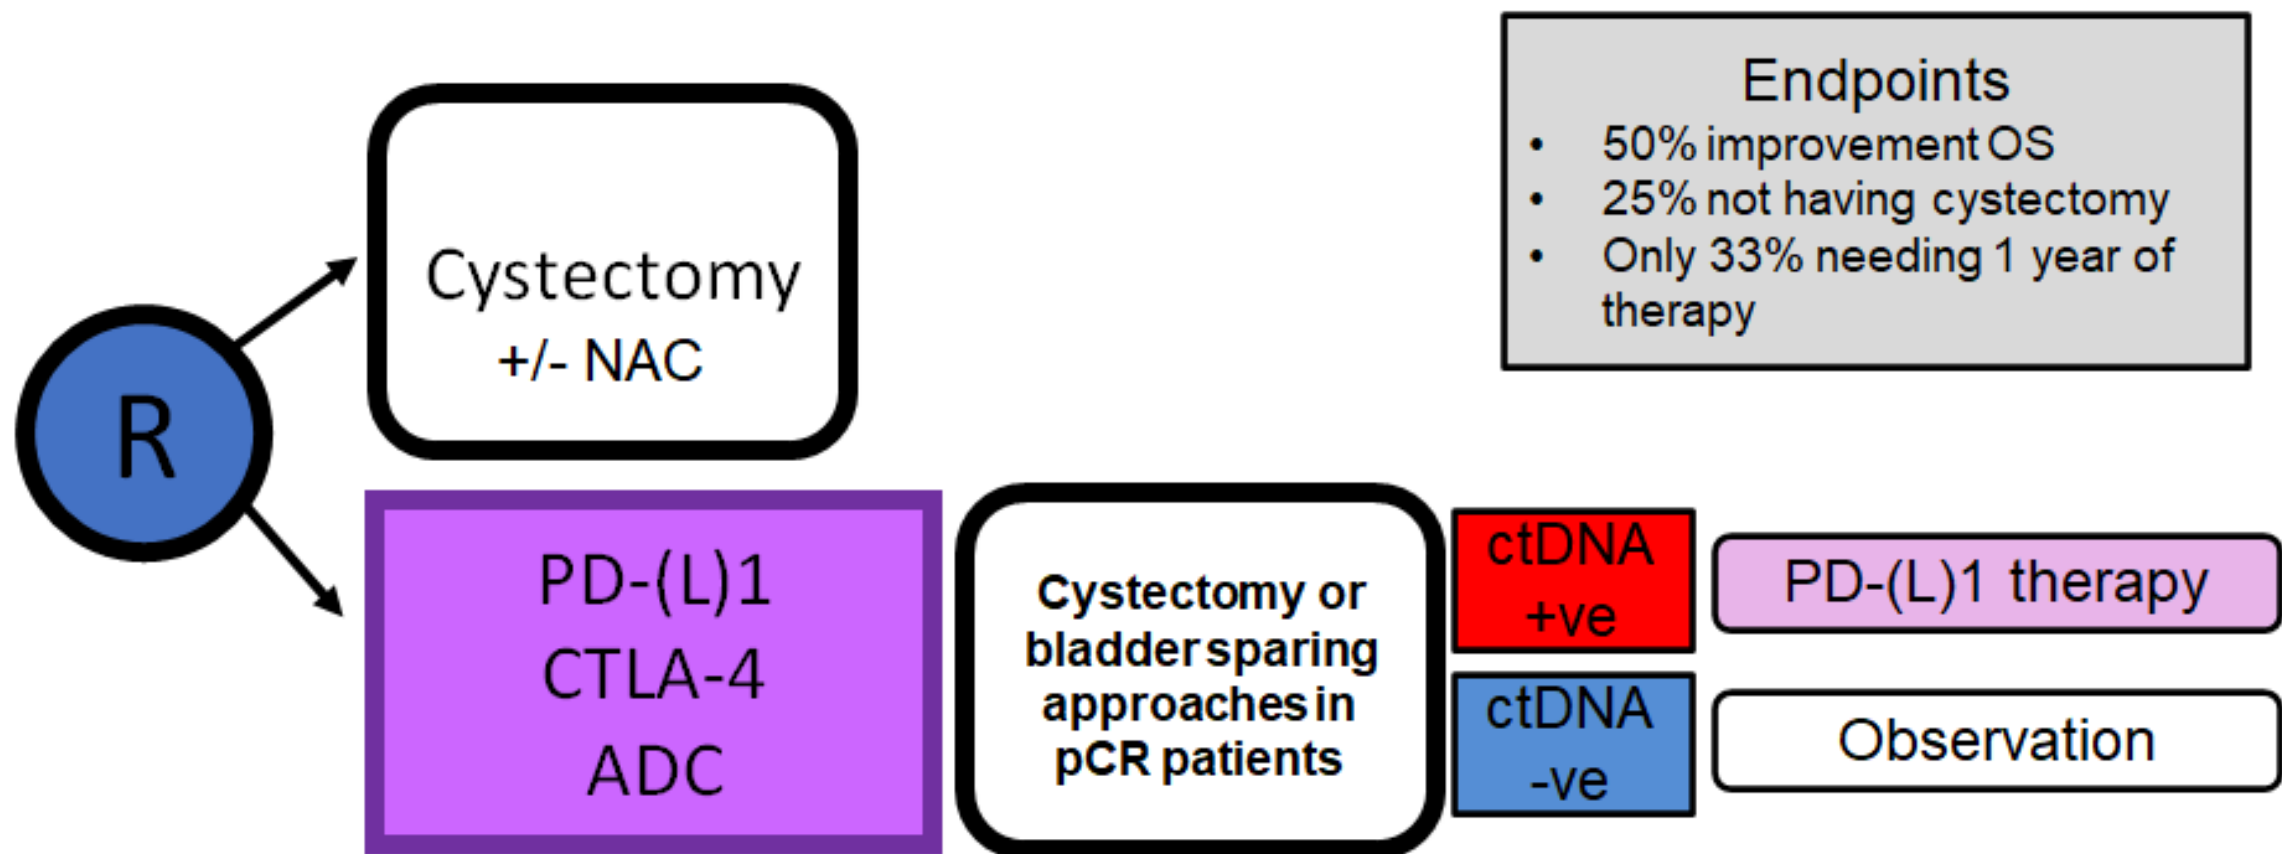 R
Cystectomy
+/- NAC
PD-(L)1
CTLA-4
ADC
Cystectomy or
bladder sparing
approaches in
pCR patients
ctDNA
+ve
PD-(L)1 therapy
ctDNA
-ve
Observation
Endpoints
• 50% improvement OS
• 25% not having cystectomy
• Only 33% needing 1 year of
therapy